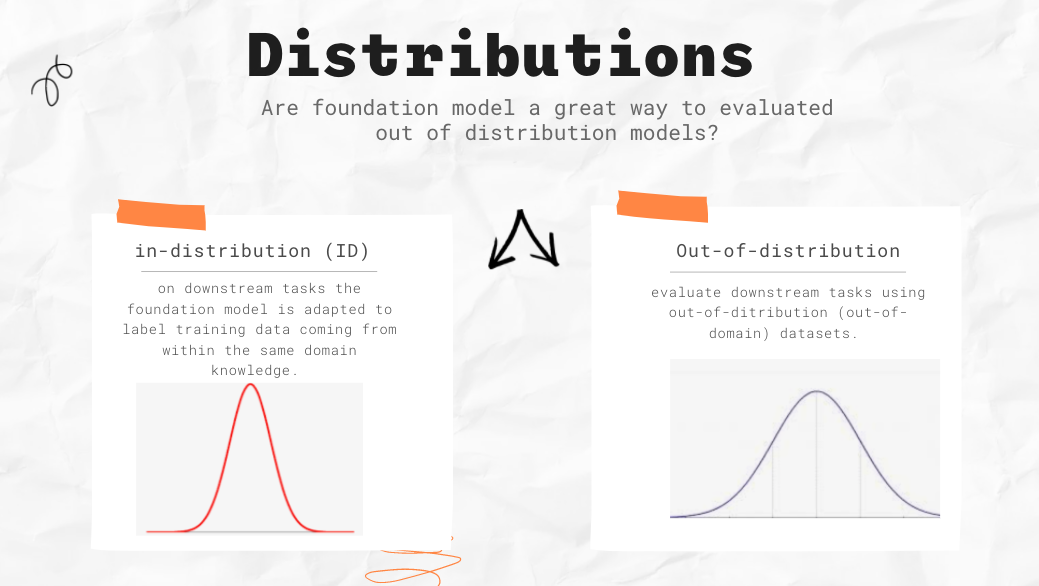 Distributions
Are foundation model a great way to evaluated
out of distribution models?
in-distribution (ID)
on downstream tasks the
foundation model is adapted to
label training data coming from
within the same domain
knowledge.
Out-of-distribution
evaluate downstream tasks using
out-of-ditribution (out-of-
domain) datasets.